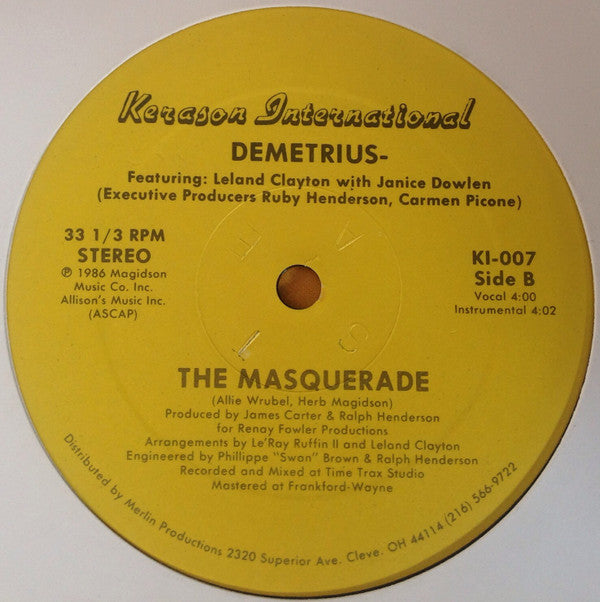 Kerason International
DEMETRIUS-
Featuring: Leland Clayton with Janice Dowlen
(Executive Producers Ruby Henderson, Carmen Picone)
33 1/3 RPM
STEREO
℗ 1986 Magidson
Music Co. Inc.
Allison's Music Inc.
(ASCAP)
KI-007
Side B
Vocal 4:00
Instrumental 4:02
THE MASQUERADE
(Allie Wrubel, Herb Magidson)
Produced by James Carter & Ralph Henderson
for Renay Fowler Productions
Arrangements by Le'Ray Ruffin II and Leland Clayton
Engineered by Phillippe "Swan" Brown & Ralph Henderson
Recorded and Mixed at Time Trax Studio
Mastered at Frankford-Wayne
Distributed by Merlin Productions 2320 Superior Ave. Cleve. OH 44114 (216) 566-9722